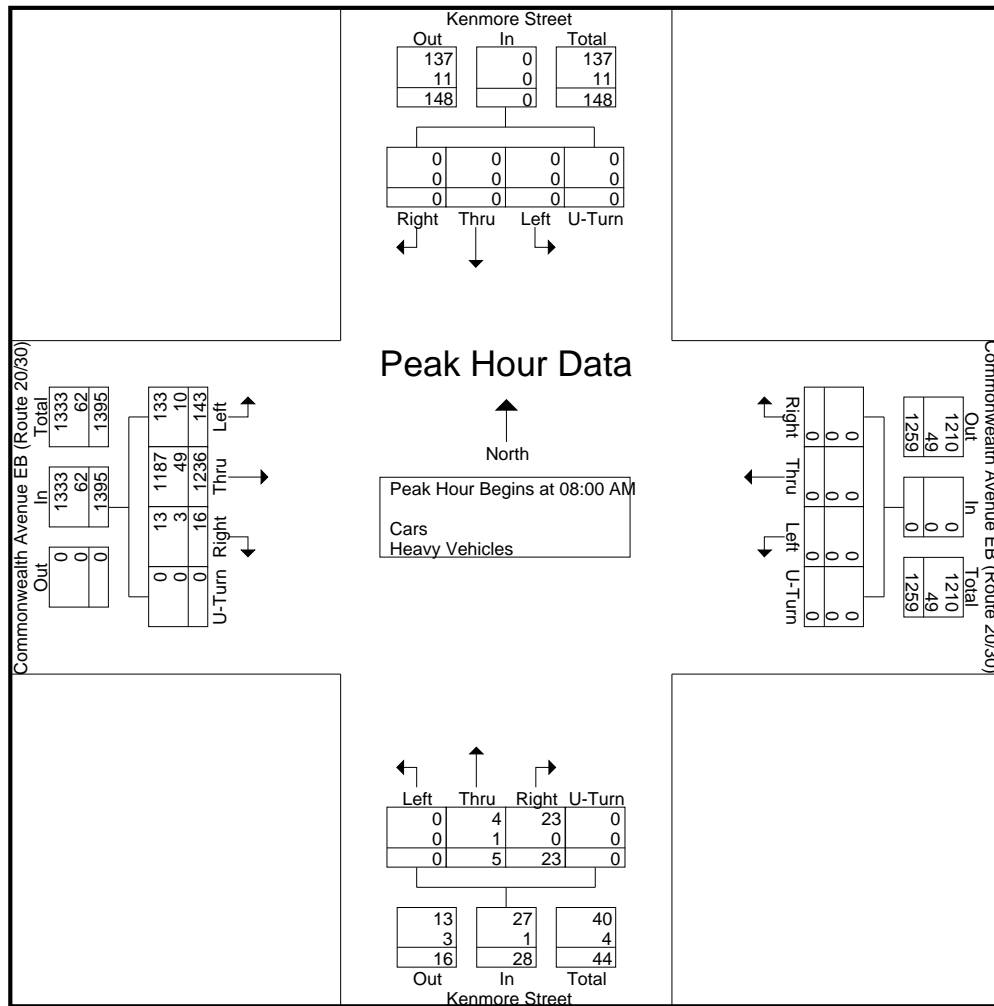 Kenmore Street
Out In Total
137 0 137
11 0 11
148 0 148
0 0 0 0
0 0 0 0
0 0 0 0
Right Thru Left U-Turn
Peak Hour Data
North
Peak Hour Begins at 08:00 AM
Cars
Heavy Vehicles
Commonwealth Avenue EB (Route 20/30)
Total In Out
1333 1333 0
62 62 0
1395 1395 0
133 1187 13 0
10 49 3 0
143 1236 16 0
Left Thru Right U-Turn
Commonwealth Avenue EB (Route 20/30)
Out In Total
1210 0 1210
49 0 49
1259 0 1259
0 0 0 0
0 0 0 0
0 0 0 0
Right Thru Left U-Turn
Left Thru Right U-Turn
0 4 23 0
0 1 0 0
0 5 23 0
13 27 40
3 1 4
16 28 44
Out In Total
Kenmore Street